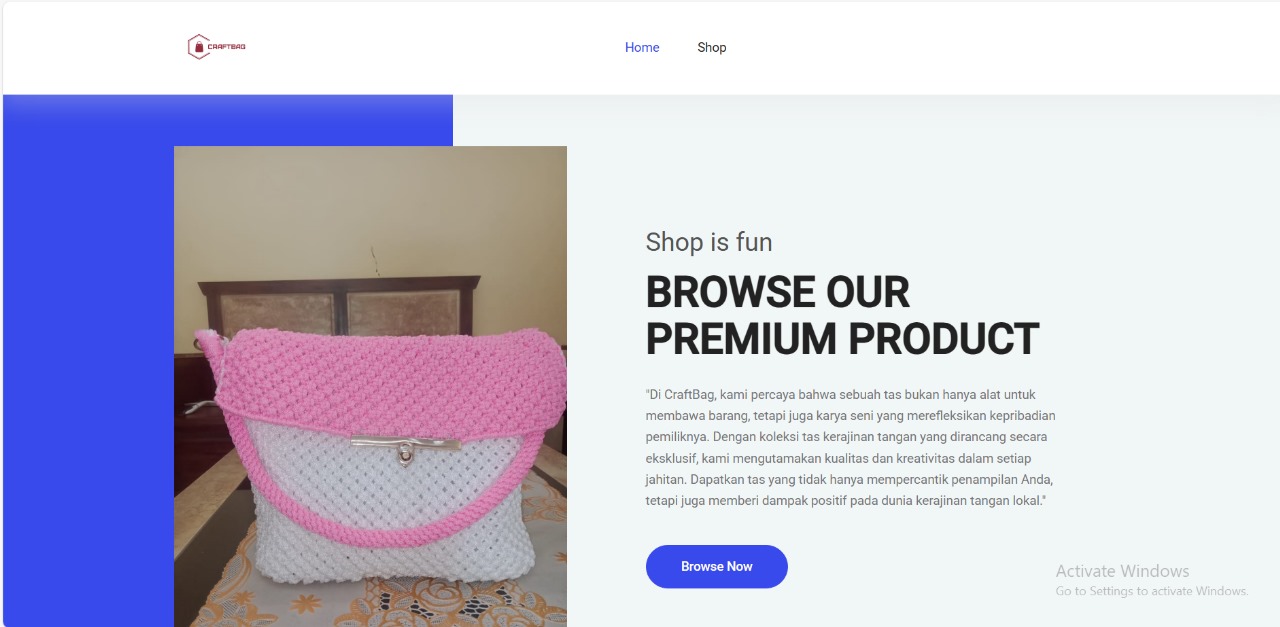 CRAFTBAG
Home
Shop
Shop is fun
BROWSE OUR
PREMIUM PRODUCT
"Di CraftBag, kami percaya bahwa sebuah tas bukan hanya alat untuk
membawa barang, tetapi juga karya seni yang merefleksikan kepribadian
pemiliknya. Dengan koleksi tas kerajinan tangan yang dirancang secara
eksklusif, kami mengutamakan kualitas dan kreativitas dalam setiap
jahitan. Dapatkan tas yang tidak hanya mempercantik penampilan Anda,
tetapi juga memberi dampak positif pada dunia kerajinan tangan lokal."
Browse Now
Activate Windows
Go to Settings to activate Windows.